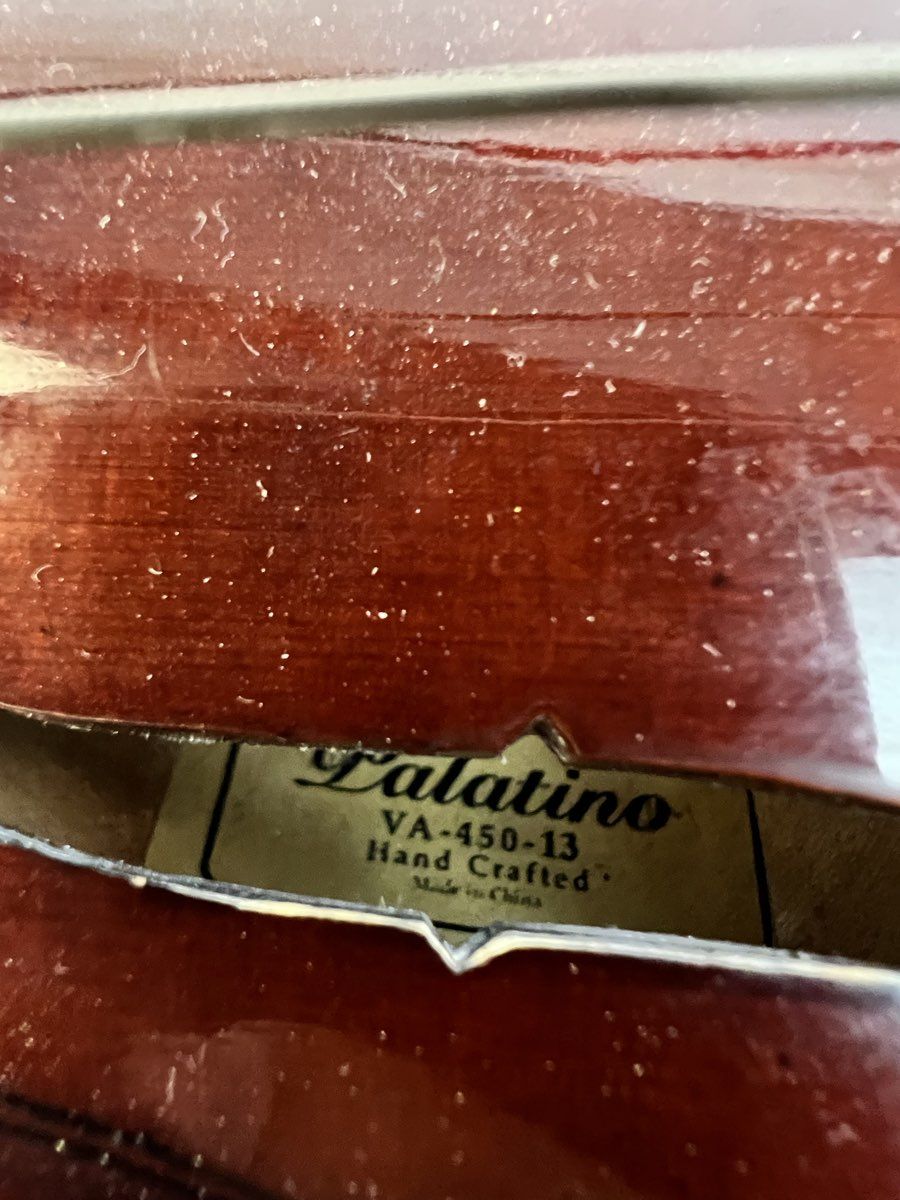 Palatino
VA-450-13
Hand Crafted
Made in China